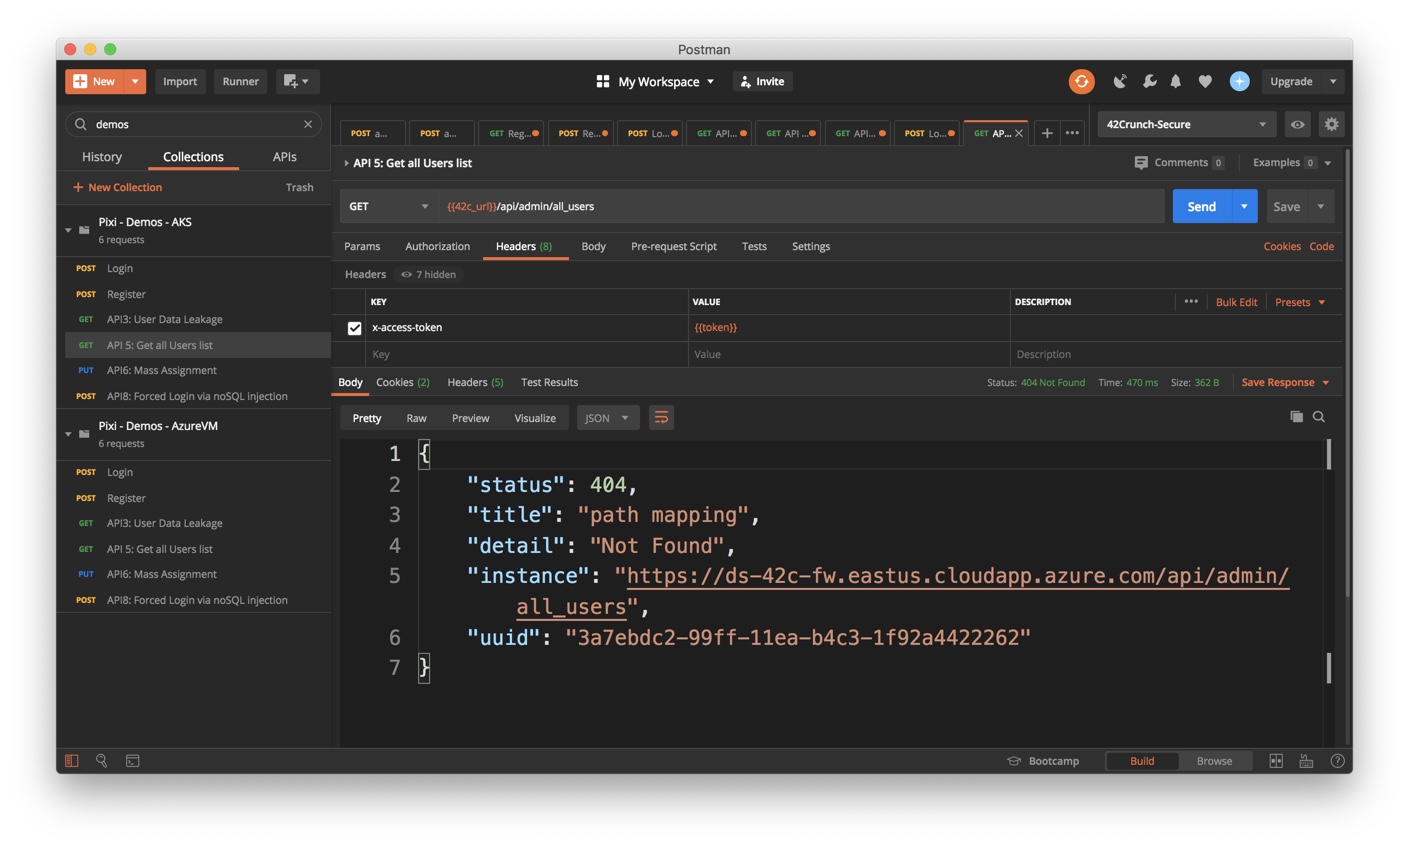 Postman
New
Import
Runner
My Workspace
Invite
Upgrade
demos
History
Collections
APIs
+ New Collection
Trash
Pixi - Demos - AKS
6 requests
POST Login
POST Register
GET API3: User Data Leakage
GET API 5: Get all Users list
PUT API6: Mass Assignment
POST API8: Forced Login via noSQL injection
Pixi - Demos - AzureVM
6 requests
POST Login
POST Register
GET API3: User Data Leakage
GET API 5: Get all Users list
PUT API6: Mass Assignment
POST API8: Forced Login via noSQL injection
POST a...
POST a...
GET Reg...
POST Re...
POST Lo...
GET API...
GET API ...
GET API...
POST Lo...
GET AP...
42Crunch-Secure
API 5: Get all Users list
Comments 0
Examples 0
GET
{{42c_url}}/api/admin/all_users
Send
Save
Params
Authorization
Headers (8)
Body
Pre-request Script
Tests
Settings
Cookies
Code
Headers
7 hidden
KEY
VALUE
DESCRIPTION
Bulk Edit
Presets
x-access-token
{{token}}
Key
Value
Description
Body
Cookies (2)
Headers (5)
Test Results
Status: 404 Not Found
Time: 470 ms
Size: 362 B
Save Response
Pretty
Raw
Preview
Visualize
JSON
1 {
2 "status": 404,
3 "title": "path mapping",
4 "detail": "Not Found",
5 "instance": "https://ds-42c-fw.eastus.cloudapp.azure.com/api/admin/
all_users",
6 "uuid": "3a7ebdc2-99ff-11ea-b4c3-1f92a4422262"
7 }
Bootcamp
Build
Browse